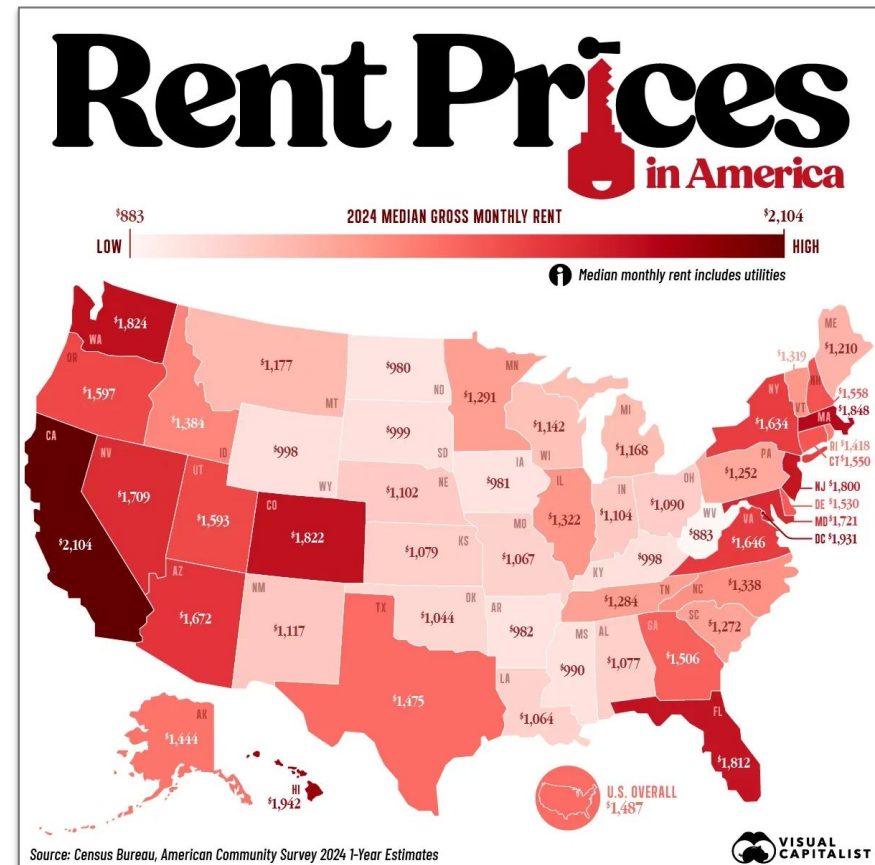 Rent Prices
in America
$883 2024 MEDIAN GROSS MONTHLY RENT $2,104
LOW HIGH
i Median monthly rent includes utilities
WA $1,824
OR $1,597
CA $2,104
NV $1,709
ID $1,384
MT $1,177
WY $998
UT $1,593
AZ $1,672
CO $1,822
NM $1,117
ND $980
SD $999
NE $1,102
KS $1,079
OK $1,044
TX $1,475
MN $1,291
IA $981
MO $1,067
AR $982
LA $1,064
WI $1,142
IL $1,322
MI $1,168
IN $1,104
OH $1,090
KY $998
TN $1,284
MS $990
AL $1,077
GA $1,506
FL $1,812
SC $1,272
NC $1,338
VA $1,646
WV $883
PA $1,252
NY $1,634
VT $1,319
NH $1,558
ME $1,210
MA $1,848
RI $1,418
CT $1,550
NJ $1,800
DE $1,530
MD $1,721
DC $1,931
AK $1,444
HI $1,942
U.S. OVERALL
$1,487
Source: Census Bureau, American Community Survey 2024 1-Year Estimates
VISUAL
CAPITALIST